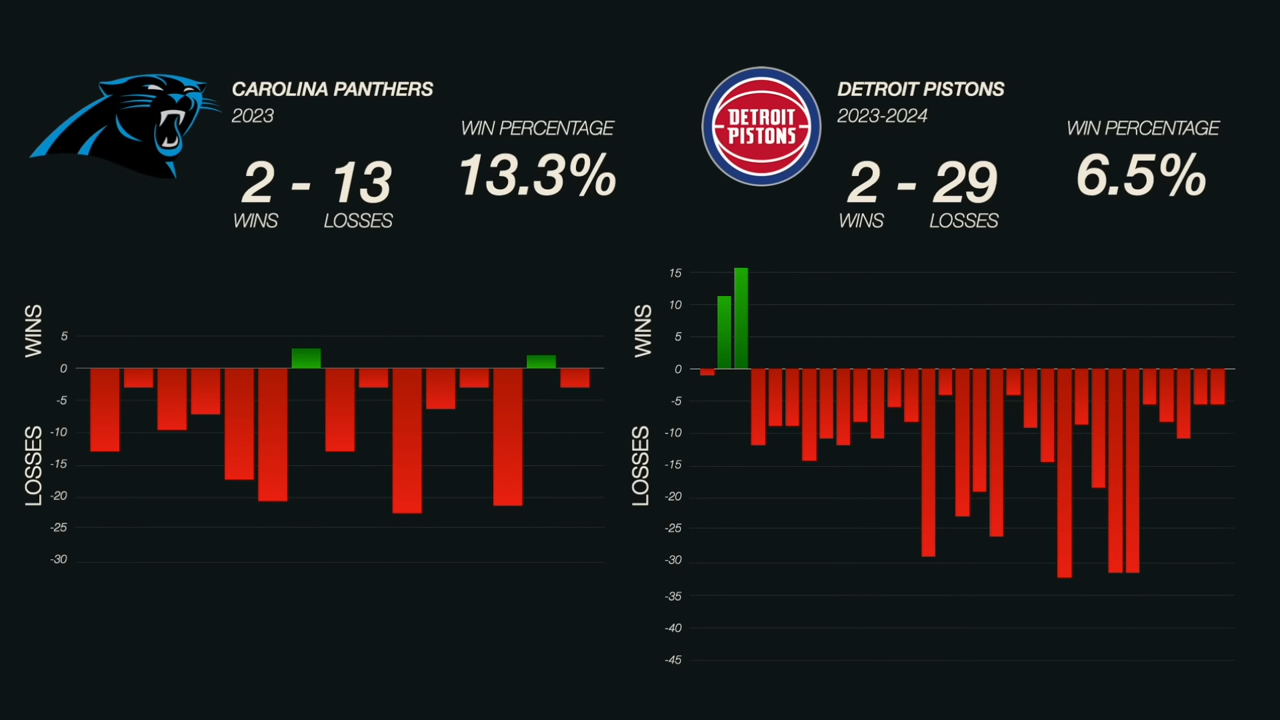 CAROLINA PANTHERS
2023
WIN PERCENTAGE
2 - 13
13.3%
WINS
LOSSES
DETROIT
PISTONS
DETROIT PISTONS
2023-2024
WIN PERCENTAGE
2 - 29
6.5%
WINS
LOSSES
WINS
LOSSES
5
0
-5
-10
-15
-20
-25
-30
WINS
LOSSES
15
10
5
0
-5
-10
-15
-20
-25
-30
-35
-40
-45